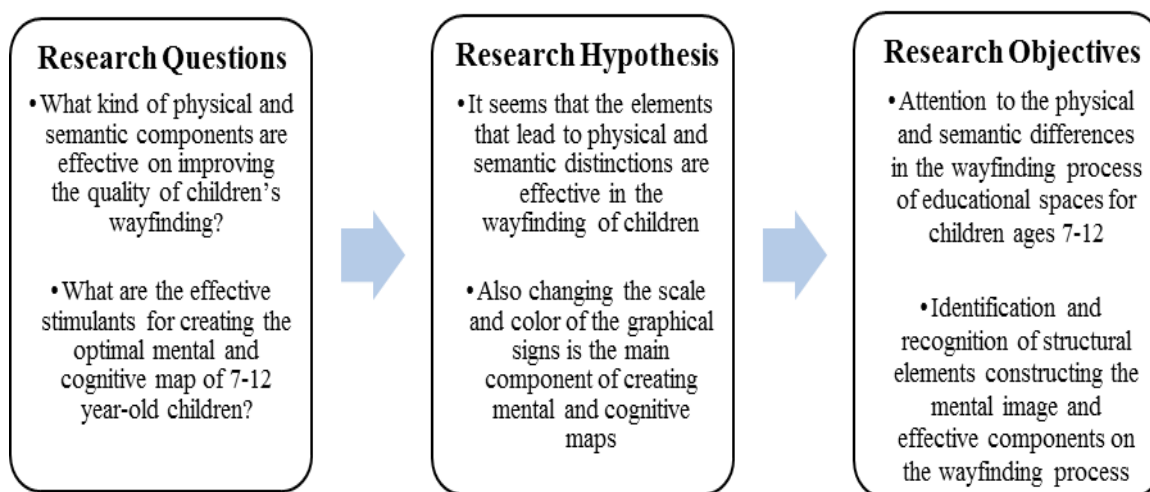 Research Questions
•What kind of physical and
semantic components are
effective on improving
the quality of children’s
wayfinding?
•What are the effective
stimulants for creating the
optimal mental and
cognitive map of 7-12
year-old children?
Research Hypothesis
•It seems that the elements
that lead to physical and
semantic distinctions are
effective in the
wayfinding of children
•Also changing the scale
and color of the graphical
signs is the main
component of creating
mental and cognitive
maps
Research Objectives
•Attention to the physical
and semantic differences
in the wayfinding process
of educational spaces for
children ages 7-12
•Identification and
recognition of structural
elements constructing the
mental image and
effective components on
the wayfinding process